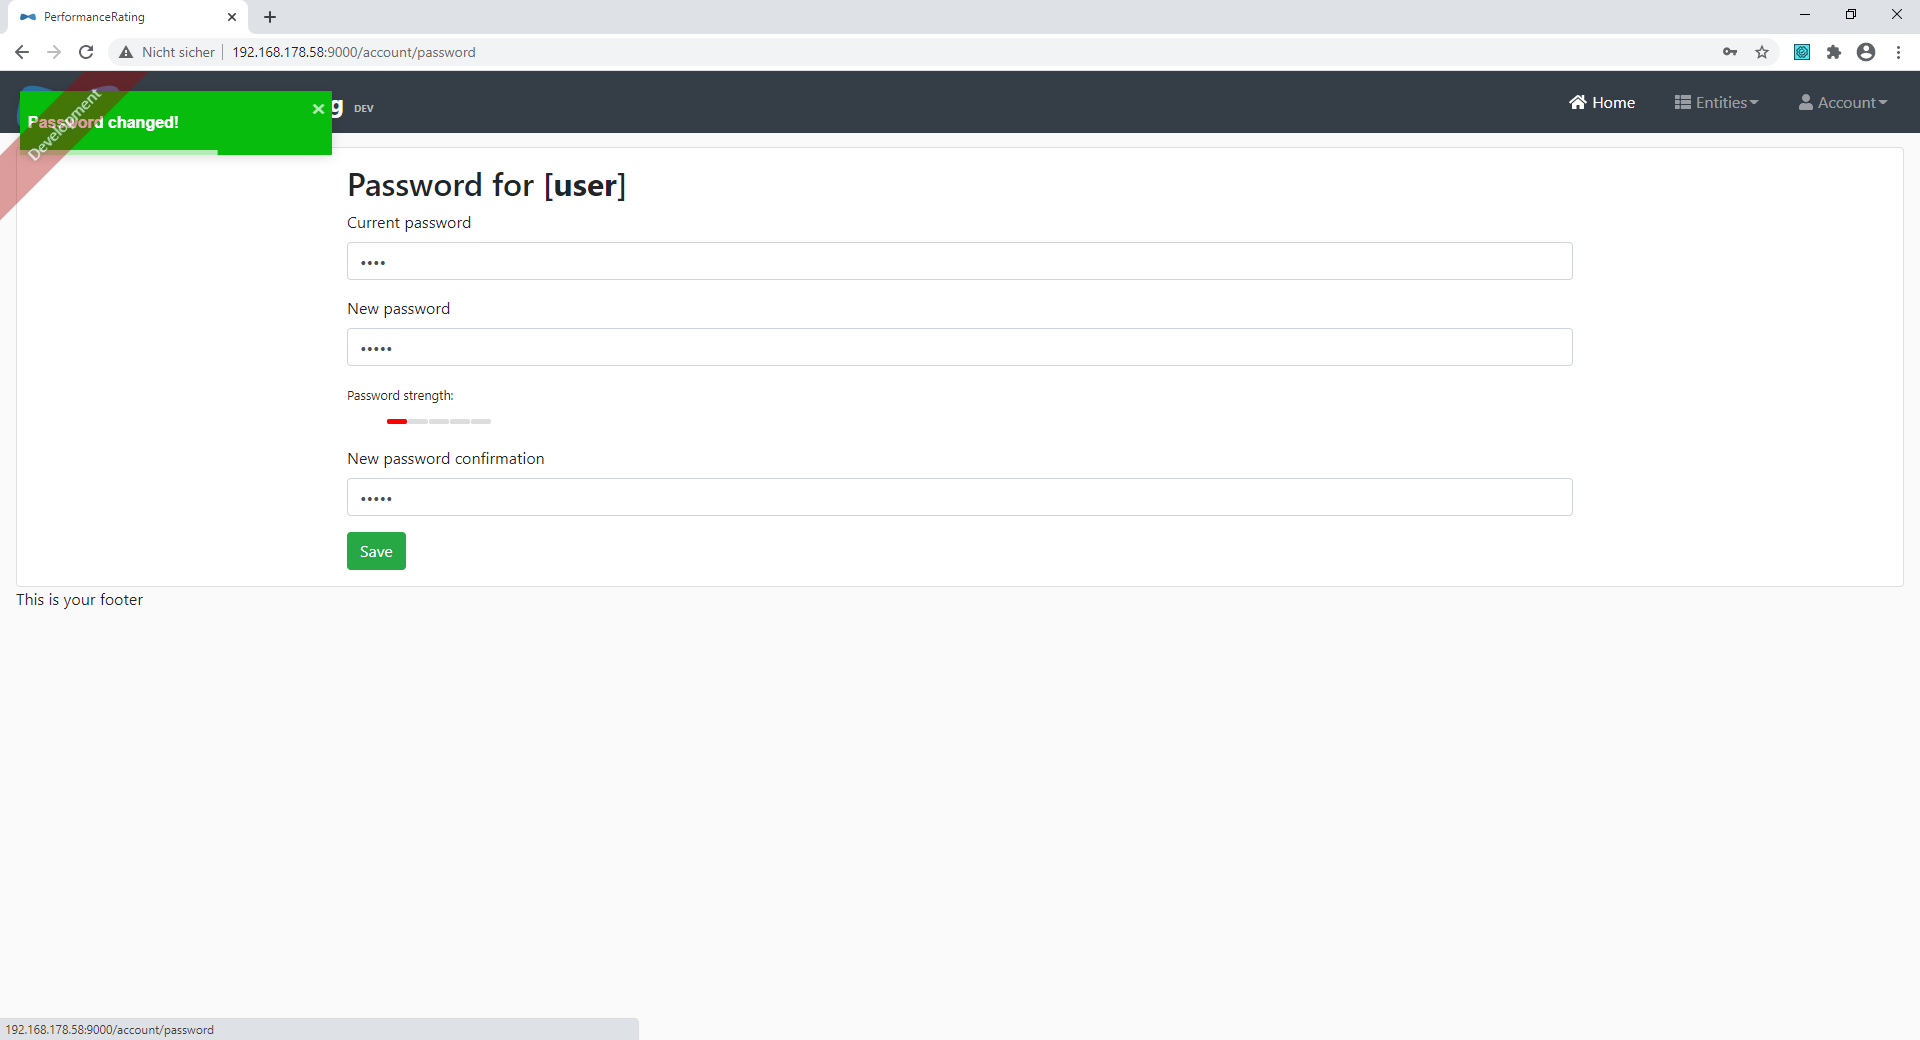 PerformanceRating
Nicht sicher
192.168.178.58:9000/account/password
Development
Password changed!
g DEV
Home
Entities
Account
Password for [user]
Current password
New password
Password strength:
New password confirmation
Save
This is your footer
192.168.178.58:9000/account/password